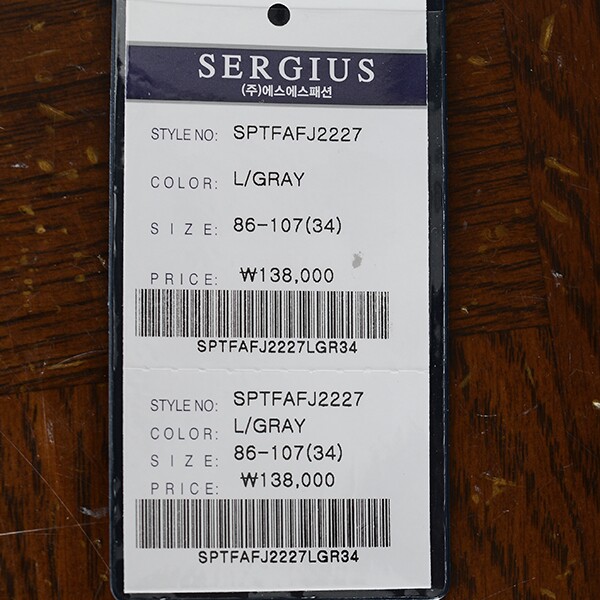 SERGIUS
(주)에스에스패션
STYLE NO: SPTFAFJ2227
COLOR: L/GRAY
SIZE: 86-107(34)
PRICE: ₩138,000
SPTFAFJ2227LGR34
STYLE NO: SPTFAFJ2227
COLOR: L/GRAY
SIZE: 86-107(34)
PRICE: ₩138,000
SPTFAFJ2227LGR34